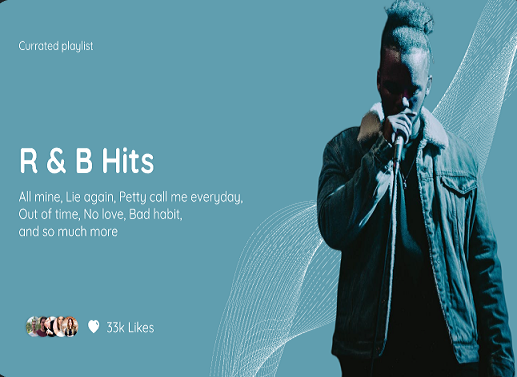 Currated playlist
R & B Hits
All mine, Lie again, Petty call me everyday,
Out of time, No love, Bad habit,
and so much more
33k Likes